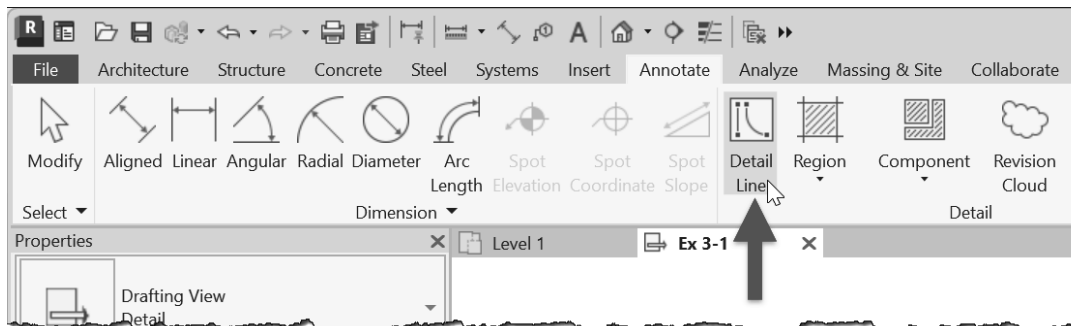 R
File Architecture Structure Concrete Steel Systems Insert Annotate Analyze Massing & Site Collaborate
Modify Aligned Linear Angular Radial Diameter Arc Length Spot Elevation Spot Coordinate Spot Slope Detail Line Region Component Revision Cloud
Select Dimension Detail
Properties Level 1 Ex 3-1
Drafting View
Detail